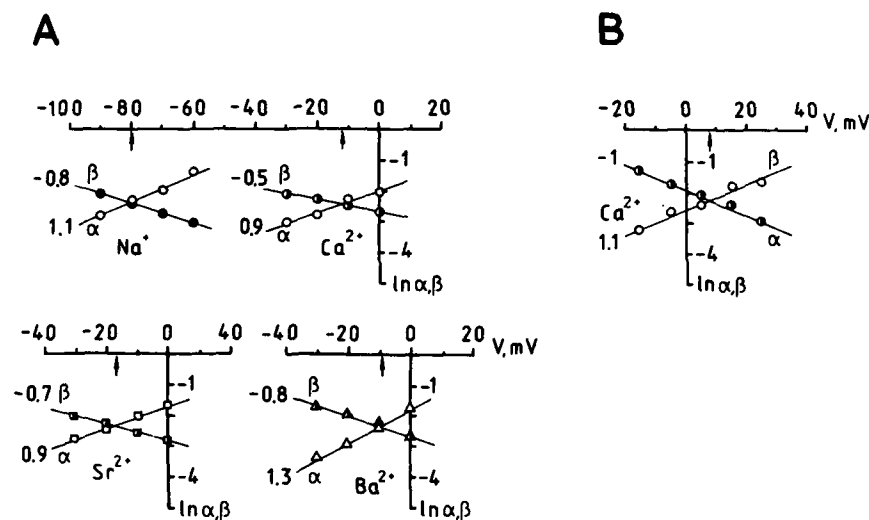 A
B
-100 -80 -60 -40 -20 0 20
-20 0 20 40 V, mV
-0.8 β
1.1 α
Na⁺
-0.5 β
0.9 α
Ca²⁺
-1
-4
ln α,β
-1
Ca²⁺
1.1
-1
β
α
-4
ln α,β
-40 -20 0 20 40
-40 -20 0 20 V, mV
-0.7 β
0.9 α
Sr²⁺
-1
-4
ln α,β
-0.8 β
1.3 α
Ba²⁺
-1
-4
ln α,β